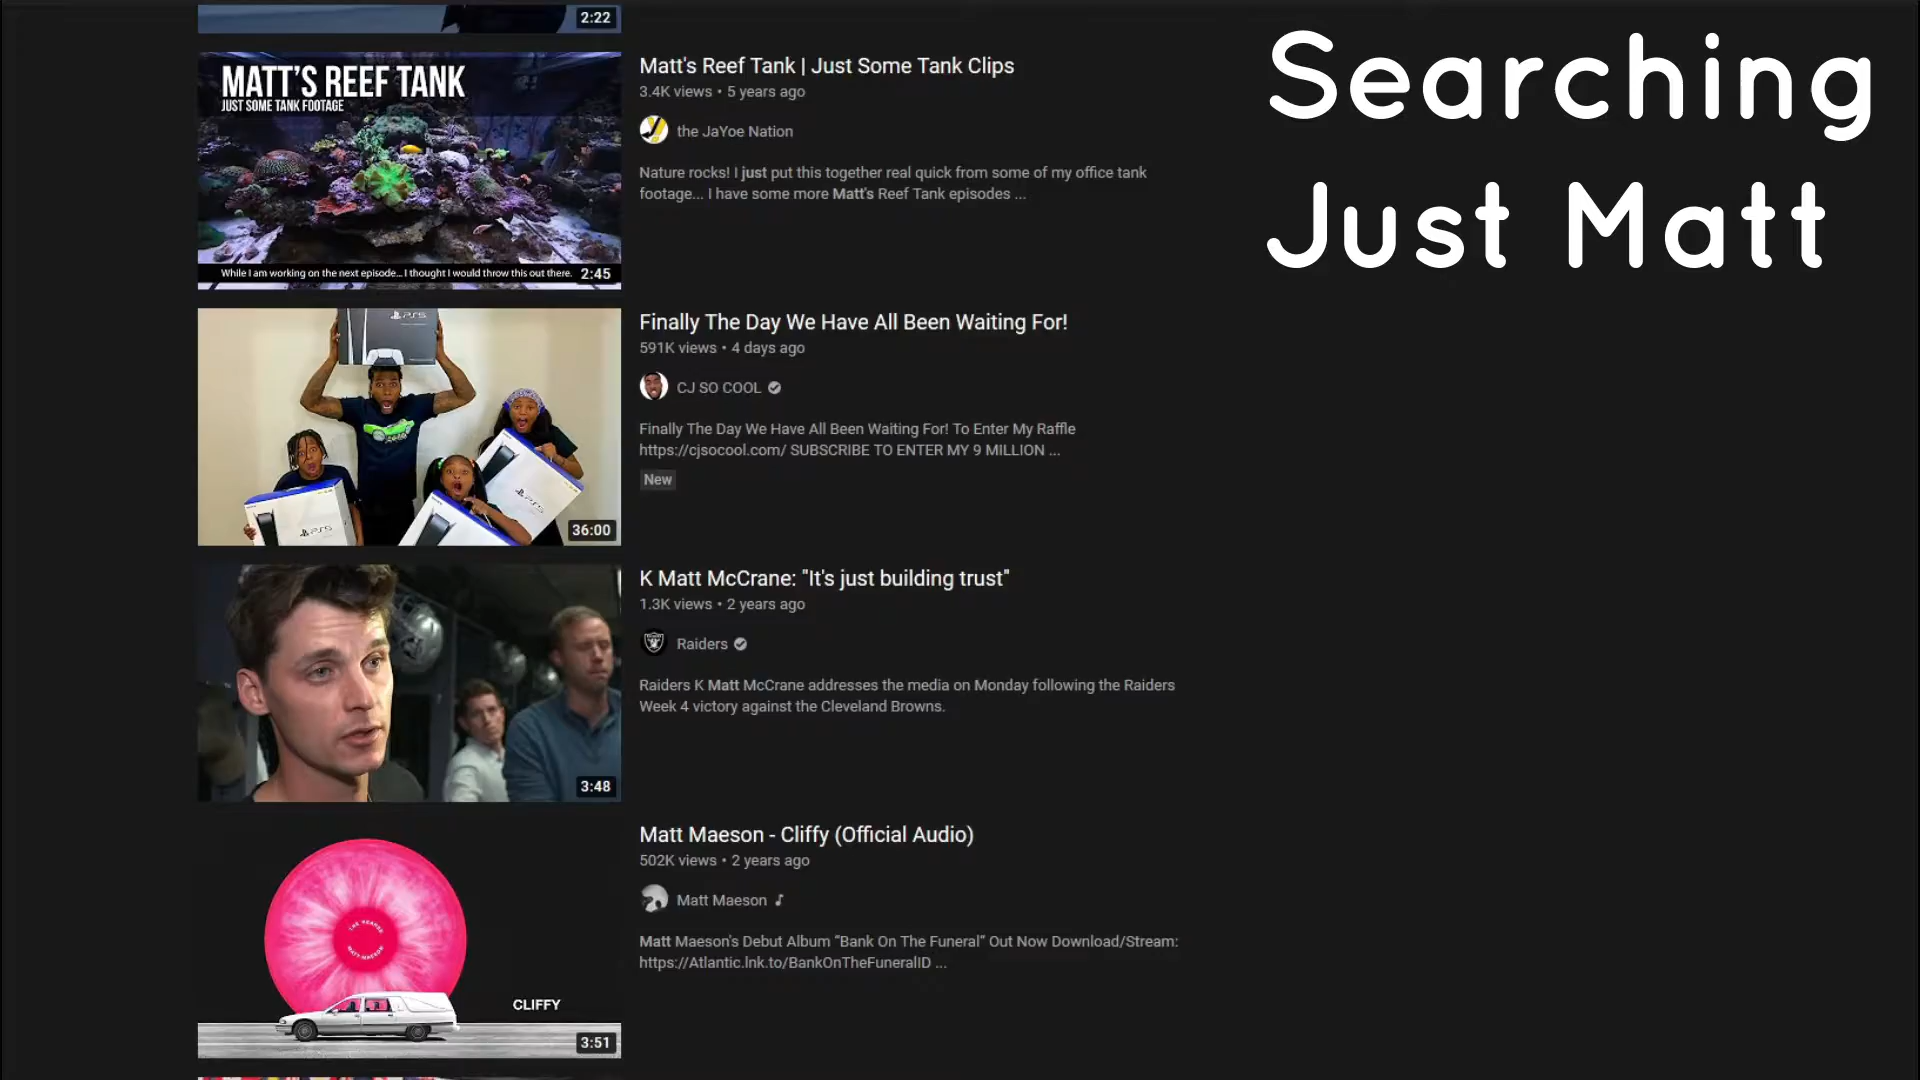 2:22
Searching
Just Matt
MATT'S REEF TANK
JUST SOME TANK FOOTAGE
While I am working on the next episode... I thought I would throw this out there.
2:45
Matt's Reef Tank | Just Some Tank Clips
3.4K views • 5 years ago
the JaYoe Nation
Nature rocks! I just put this together real quick from some of my office tank
footage... I have some more Matt's Reef Tank episodes ...
PS5
PS5
PS5
36:00
Finally The Day We Have All Been Waiting For!
591K views • 4 days ago
CJ SO COOL
Finally The Day We Have All Been Waiting For! To Enter My Raffle
https://cjsocool.com/ SUBSCRIBE TO ENTER MY 9 MILLION ...
New
3:48
K Matt McCrane: "It's just building trust"
1.3K views • 2 years ago
Raiders
Raiders K Matt McCrane addresses the media on Monday following the Raiders
Week 4 victory against the Cleveland Browns.
THE HEARSE
MATT MAESON
CLIFFY
3:51
Matt Maeson - Cliffy (Official Audio)
502K views • 2 years ago
Matt Maeson
Matt Maeson's Debut Album “Bank On The Funeral” Out Now Download/Stream:
https://Atlantic.lnk.to/BankOnTheFuneralID ...